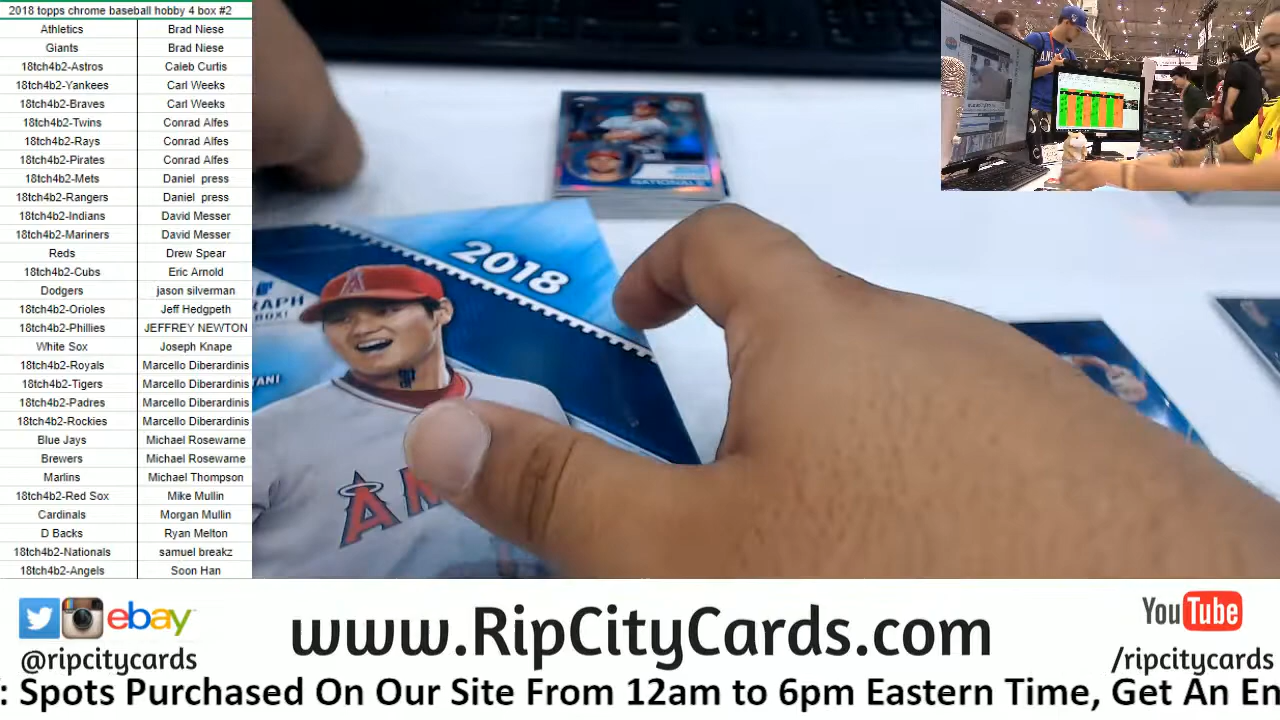 2018 topps chrome baseball hobby 4 box #2
Athletics Brad Niese
Giants Brad Niese
18tch4b2-Astros Caleb Curtis
18tch4b2-Yankees Carl Weeks
18tch4b2-Braves Carl Weeks
18tch4b2-Twins Conrad Alfes
18tch4b2-Rays Conrad Alfes
18tch4b2-Pirates Conrad Alfes
18tch4b2-Mets Daniel press
18tch4b2-Rangers Daniel press
18tch4b2-Indians David Messer
18tch4b2-Mariners David Messer
Reds Drew Spear
18tch4b2-Cubs Eric Arnold
Dodgers jason silverman
18tch4b2-Orioles Jeff Hedgpeth
18tch4b2-Phillies JEFFREY NEWTON
White Sox Joseph Knape
18tch4b2-Royals Marcello Diberardinis
18tch4b2-Tigers Marcello Diberardinis
18tch4b2-Padres Marcello Diberardinis
18tch4b2-Rockies Marcello Diberardinis
Blue Jays Michael Rosewarne
Brewers Michael Rosewarne
Marlins Michael Thompson
18tch4b2-Red Sox Mike Mullin
Cardinals Morgan Mullin
D Backs Ryan Melton
18tch4b2-Nationals samuel breakz
18tch4b2-Angels Soon Han
NATIONALS
2018
RAPH
BOX!
TANI
AN
ebay
@ripcitycards
www.RipCityCards.com
YouTube
/ripcitycards
: Spots Purchased On Our Site From 12am to 6pm Eastern Time, Get An En